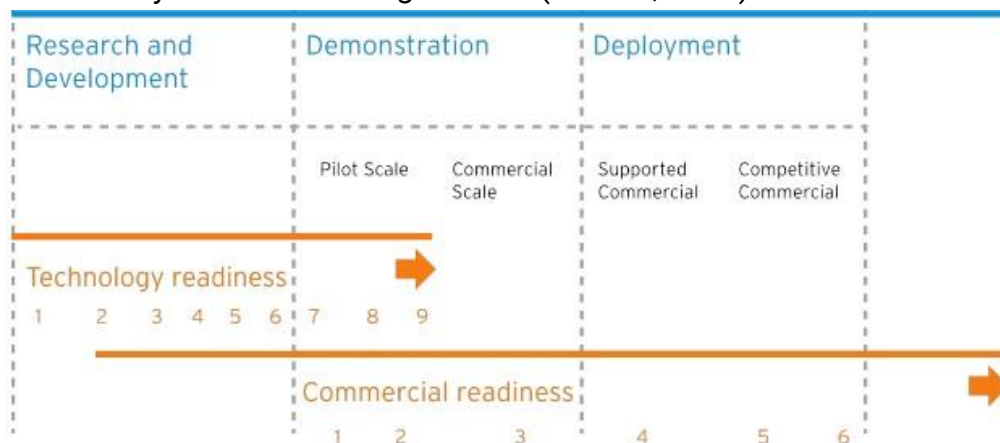 Research and
Development
Demonstration
Deployment
Pilot Scale
Commercial
Scale
Supported
Commercial
Competitive
Commercial
Technology readiness
1 2 3 4 5 6 7 8 9
Commercial readiness
1 2 3 4 5 6